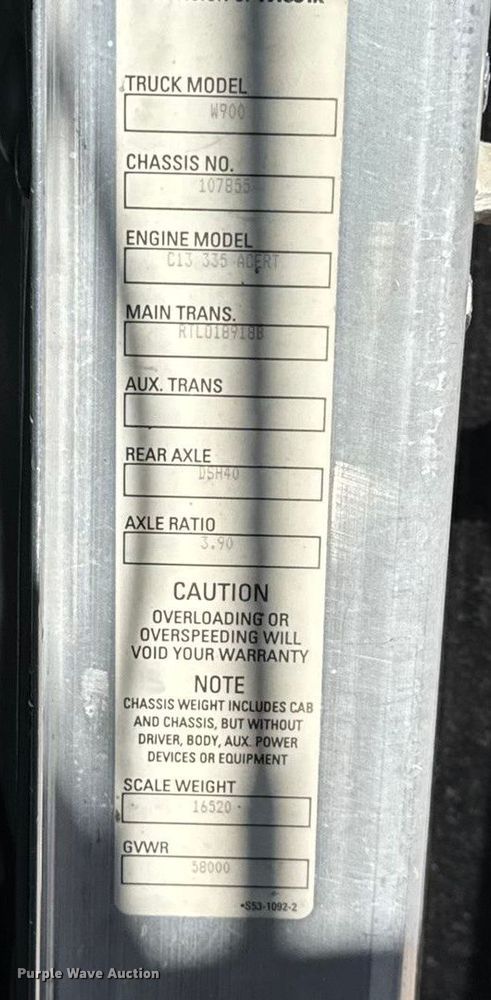 TRUCK MODEL
W900
CHASSIS NO.
107855
ENGINE MODEL
C13 335 ACERT
MAIN TRANS.
RTLO18918B
AUX. TRANS
REAR AXLE
DSH40
AXLE RATIO
3.90
CAUTION
OVERLOADING OR
OVERSPEEDING WILL
VOID YOUR WARRANTY
NOTE
CHASSIS WEIGHT INCLUDES CAB
AND CHASSIS, BUT WITHOUT
DRIVER, BODY, AUX. POWER
DEVICES OR EQUIPMENT
SCALE WEIGHT
16520
GVWR
58000
•S53-1092-2
Purple Wave Auction